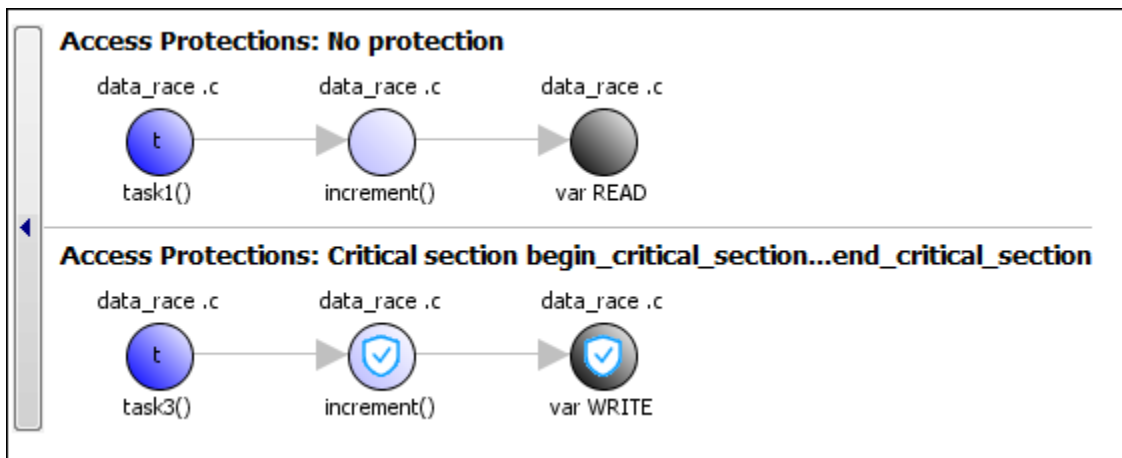 Access Protections: No protection
data_race .c data_race .c data_race .c
t
task1() increment() var READ
Access Protections: Critical section begin_critical_section...end_critical_section
data_race .c data_race .c data_race .c
t
task3() increment() var WRITE